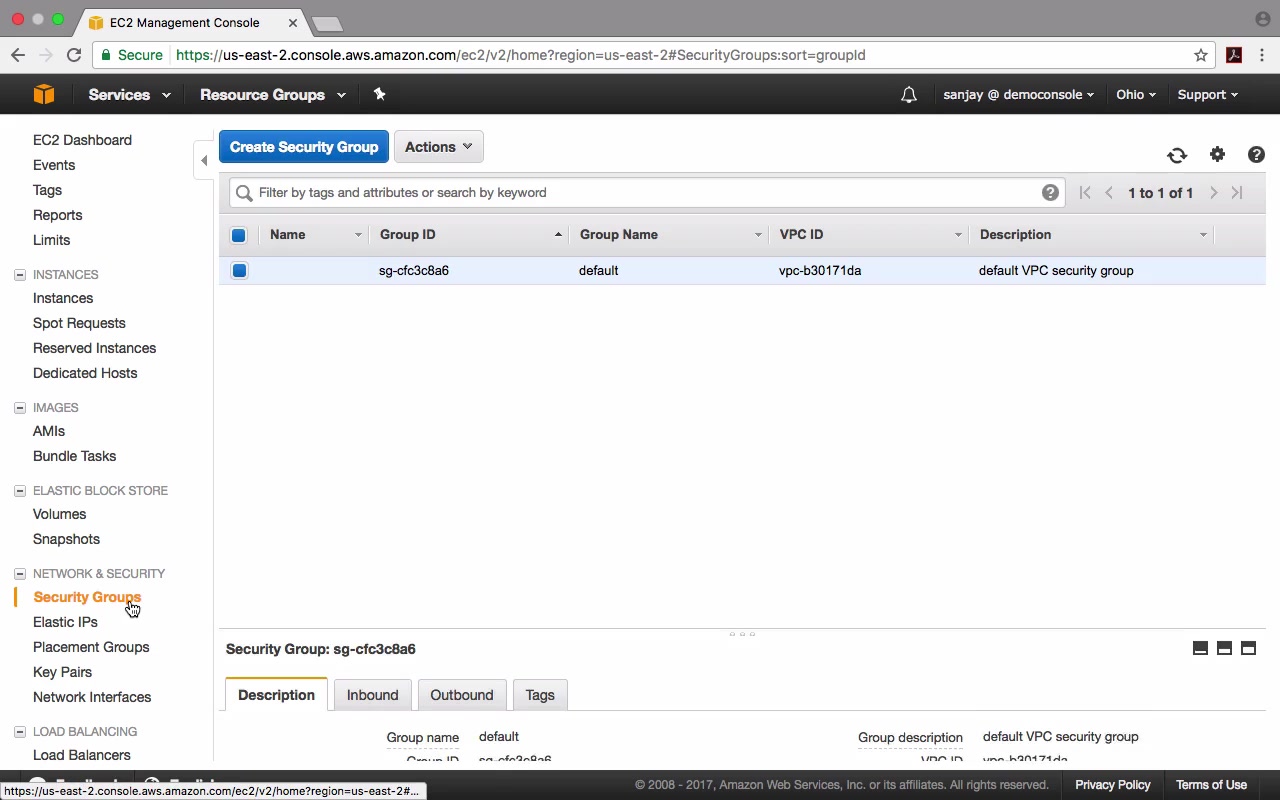 EC2 Management Console
Secure https://us-east-2.console.aws.amazon.com/ec2/v2/home?region=us-east-2#SecurityGroups:sort=groupId
Services Resource Groups sanjay @ democonsole Ohio Support
EC2 Dashboard
Events
Tags
Reports
Limits
INSTANCES
Instances
Spot Requests
Reserved Instances
Dedicated Hosts
IMAGES
AMIs
Bundle Tasks
ELASTIC BLOCK STORE
Volumes
Snapshots
NETWORK & SECURITY
Security Groups
Elastic IPs
Placement Groups
Key Pairs
Network Interfaces
LOAD BALANCING
Load Balancers
Create Security Group Actions
Filter by tags and attributes or search by keyword 1 to 1 of 1
Name Group ID Group Name VPC ID Description
sg-cfc3c8a6 default vpc-b30171da default VPC security group
Security Group: sg-cfc3c8a6
Description Inbound Outbound Tags
Group name default Group description default VPC security group
Group ID sg-cfc3c8a6 VPC ID vpc-b30171da
https://us-east-2.console.aws.amazon.com/ec2/v2/home?region=us-east-2#...
© 2008 - 2017, Amazon Web Services, Inc. or its affiliates. All rights reserved. Privacy Policy Terms of Use